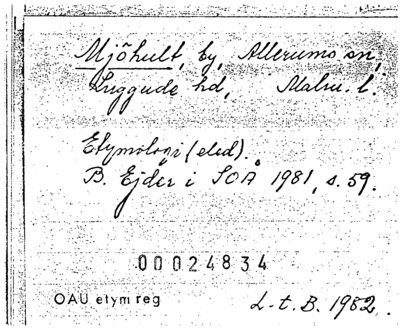 Mjöhult, by, Allerums sn,
Luggude hd, Malm. l.
Etymologi (eled).
B. Ejder i SOÅ 1981, s. 59.
00024834
OAU etym reg
L-t. B. 1982.